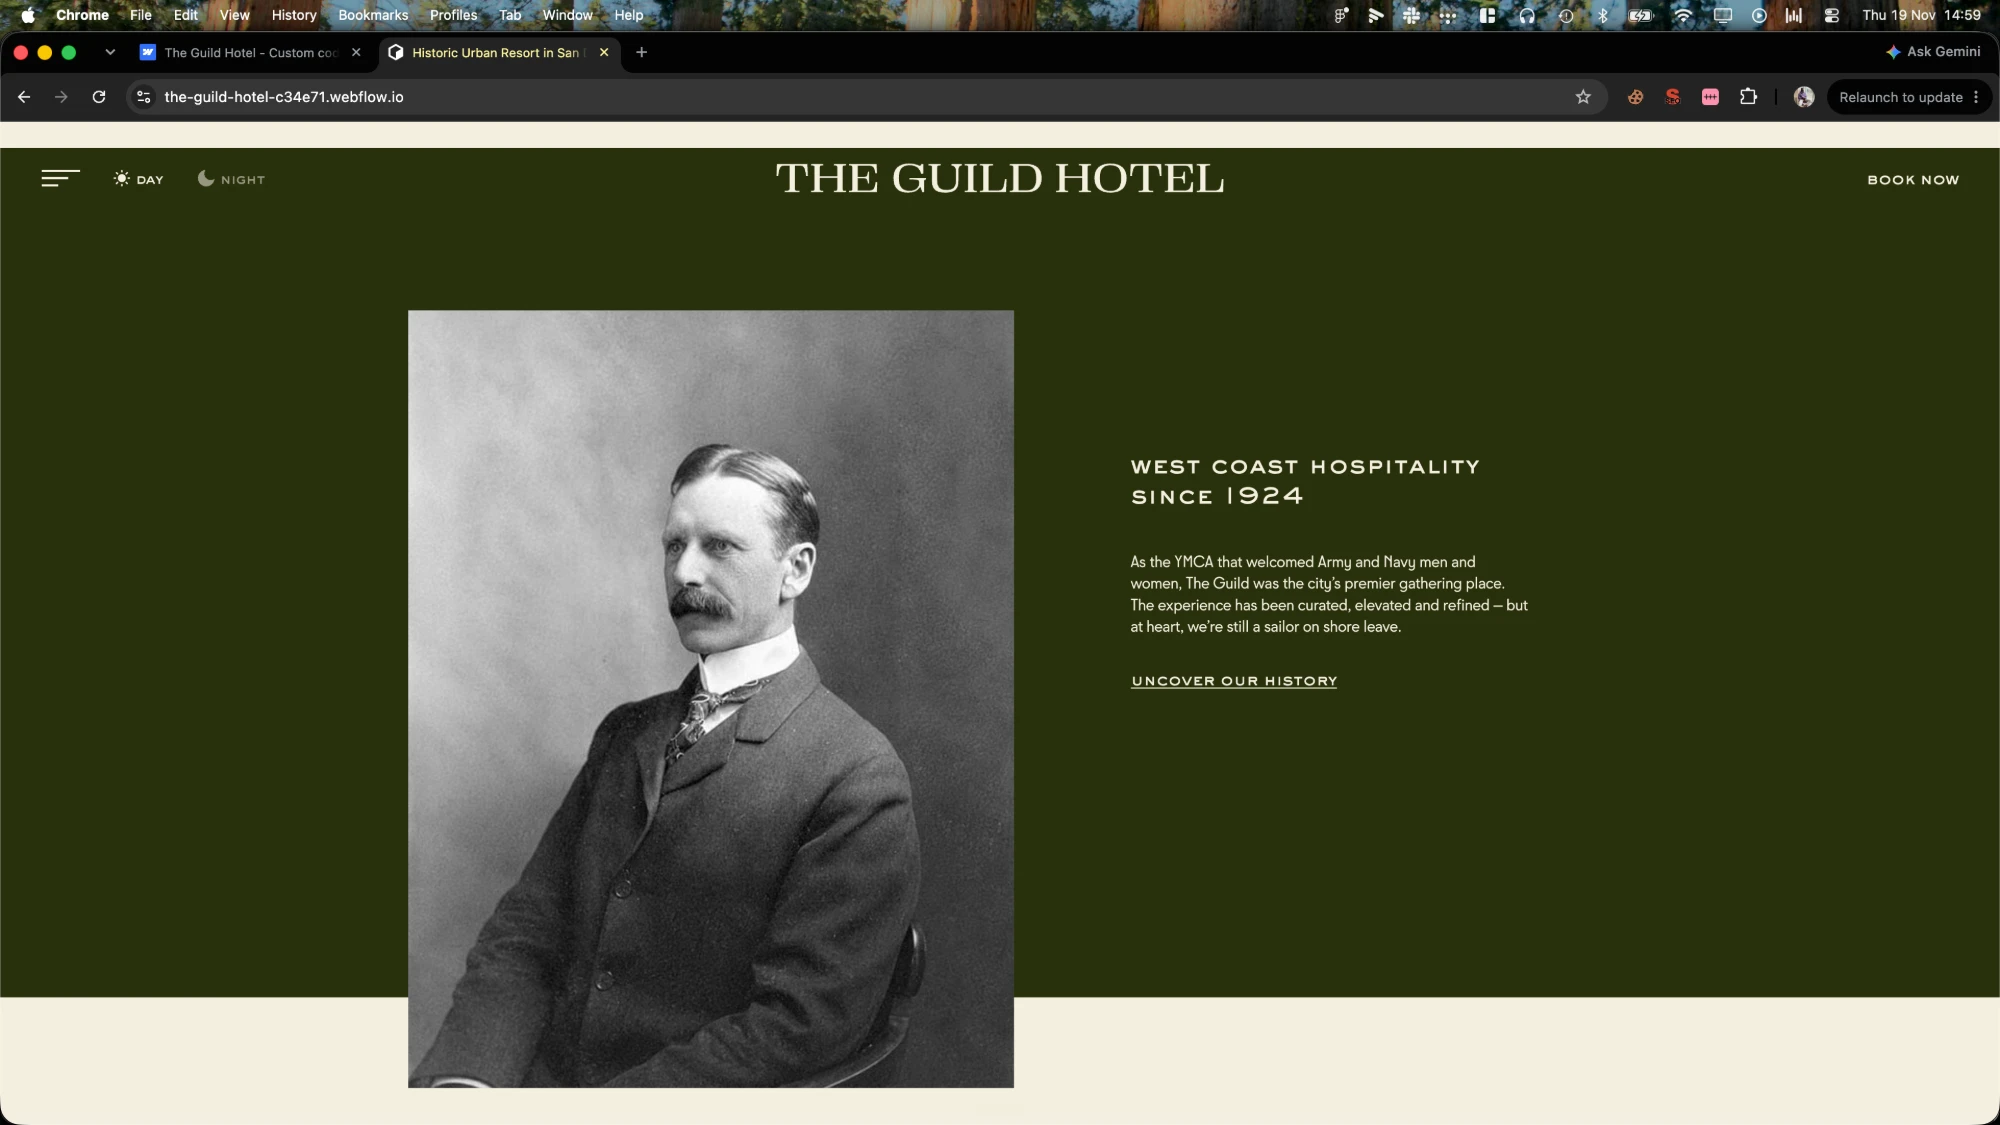 Chrome File Edit View History Bookmarks Profiles Tab Window Help Thu 19 Nov 14:59
The Guild Hotel - Custom Historic Urban Resort in San Ask Gemini
the-guild-hotel-c34e71.webflow.io Relaunch to update
DAY NIGHT THE GUILD HOTEL BOOK NOW
WEST COAST HOSPITALITY
SINCE 1924
As the YMCA that welcomed Army and Navy men and
women, The Guild was the city's premier gathering place.
The experience has been curated, elevated and refined – but
at heart, we're still a sailor on shore leave.
UNCOVER OUR HISTORY